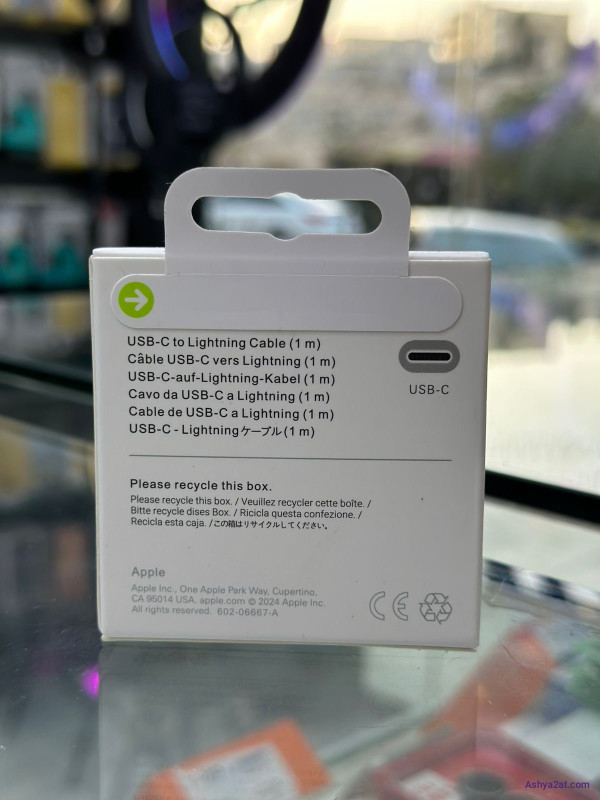 USB-C to Lightning Cable (1 m)
Câble USB-C vers Lightning (1 m)
USB-C-auf-Lightning-Kabel (1 m)
Cavo da USB-C a Lightning (1 m)
Cable de USB-C a Lightning (1 m)
USB-C - Lightningケーブル(1 m)
USB-C
Please recycle this box.
Please recycle this box. / Veuillez recycler cette boîte. /
Bitte recycle dises Box. / Ricicla questa confezione. /
Recicla esta caja. /この箱はリサイクルしてください。
Apple
Apple Inc., One Apple Park Way, Cupertino,
CA 95014 USA. apple.com © 2024 Apple Inc.
All rights reserved. 602-06667-A
CE
Ashya2at.com